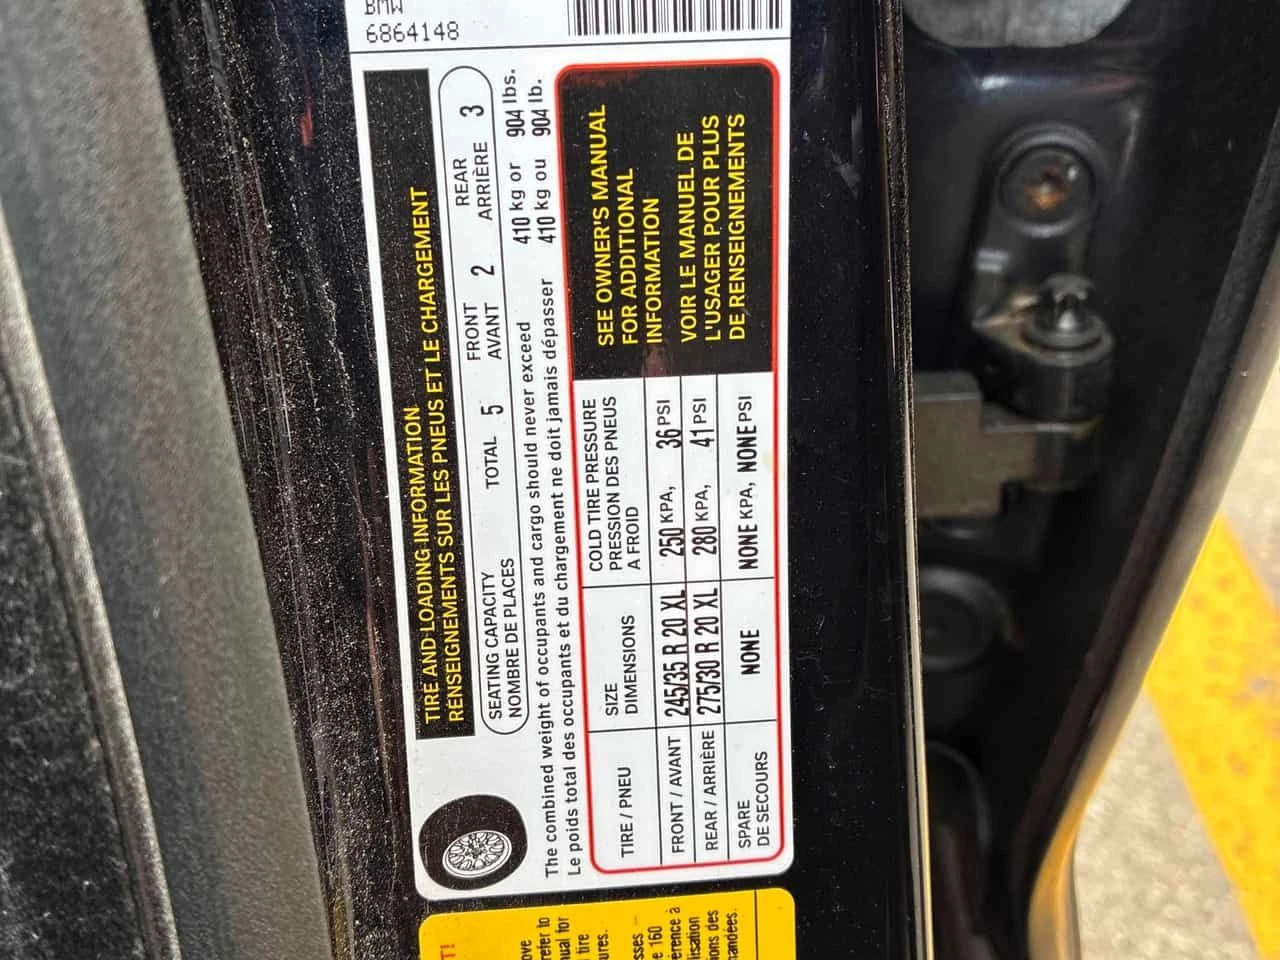 BMW
6864148
TIRE AND LOADING INFORMATION
RENSEIGNEMENTS SUR LES PNEUS ET LE CHARGEMENT
SEATING CAPACITY TOTAL 5 FRONT 2 REAR 3
NOMBRE DE PLACES AVANT ARRIÈRE
The combined weight of occupants and cargo should never exceed 410 kg or 904 lbs.
Le poids total des occupants et du chargement ne doit jamais dépasser 410 kg ou 904 lb.
TIRE / PNEU
SIZE
DIMENSIONS
COLD TIRE PRESSURE
PRESSION DES PNEUS
A FROID
FRONT / AVANT 245/35 R 20 XL 250 KPA, 36 PSI
REAR / ARRIÈRE 275/30 R 20 XL 280 KPA, 41 PSI
SPARE
DE SECOURS
NONE NONE KPA, NONE PSI
SEE OWNER'S MANUAL
FOR ADDITIONAL
INFORMATION
VOIR LE MANUEL DE
L'USAGER POUR PLUS
DE RENSEIGNEMENTS
refer to
tire
160